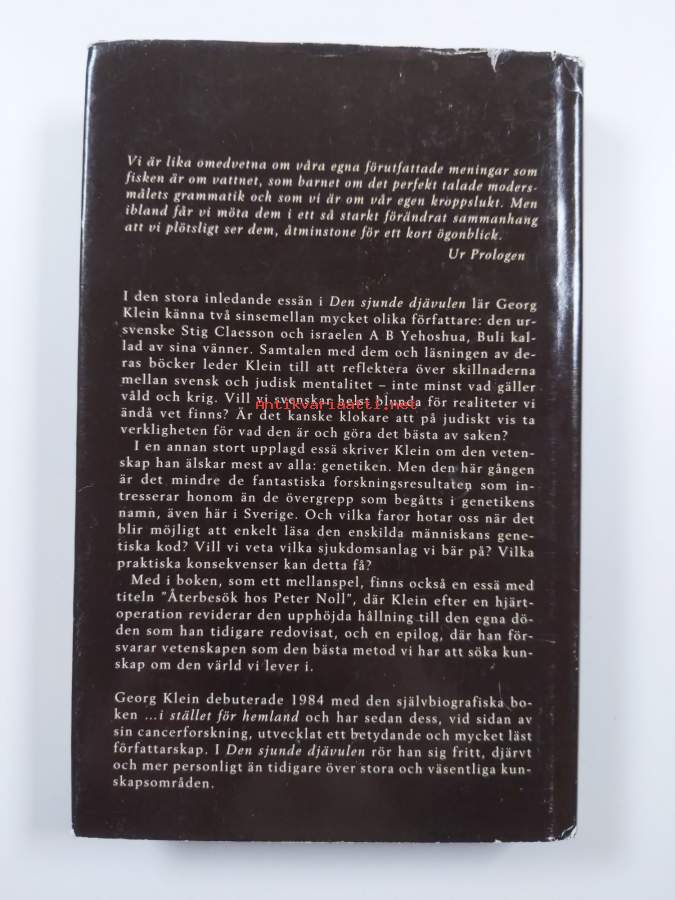 Vi är lika omedvetna om våra egna förutfattade meningar som
fisken är om vattnet, som barnet om det perfekt talade moders-
målets grammatik och som vi är om vår egen kroppslukt. Men
ibland får vi möta dem i ett så starkt förändrat sammanhang
att vi plötsligt ser dem, åtminstone för ett kort ögonblick.
Ur Prologen
I den stora inledande essän i Den sjunde djävulen lär Georg
Klein känna två sinsemellan mycket olika författare: den ur-
svenske Stig Claesson och israelen A B Yehoshua, Buli kal-
lad av sina vänner. Samtalen med dem och läsningen av de-
ras böcker leder Klein till att reflektera över skillnaderna
mellan svensk och judisk mentalitet – inte minst vad gäller
våld och krig. Vill vi svenskar helst blunda för realiteter vi
Antikvariaatti.net
ändå vet finns? Är det kanske klokare att på judiskt vis ta
verkligheten för vad den är och göra det bästa av saken?
I en annan stort upplagd essä skriver Klein om den veten-
skap han älskar mest av alla: genetiken. Men den här gången
är det mindre de fantastiska forskningsresultaten som in-
tresserar honom än de övergrepp som begåtts i genetikens
namn, även här i Sverige. Och vilka faror hotar oss när det
blir möjligt att enkelt läsa den enskilda människans gene-
tiska kod? Vill vi veta vilka sjukdomsanlag vi bär på? Vilka
praktiska konsekvenser kan detta få?
Med i boken, som ett mellanspel, finns också en essä med
titeln "Återbesök hos Peter Noll", där Klein efter en hjärt-
operation reviderar den upphöjda hållning till den egna dö-
den som han tidigare redovisat, och en epilog, där han för-
svarar vetenskapen som den bästa metod vi har att söka kun-
skap om den värld vi lever i.
Georg Klein debuterade 1984 med den självbiografiska bo-
ken ...i stället för hemland och har sedan dess, vid sidan av
sin cancerforskning, utvecklat ett betydande och mycket läst
författarskap. I Den sjunde djävulen rör han sig fritt, djärvt
och mer personligt än tidigare över stora och väsentliga kun-
skapsområden.